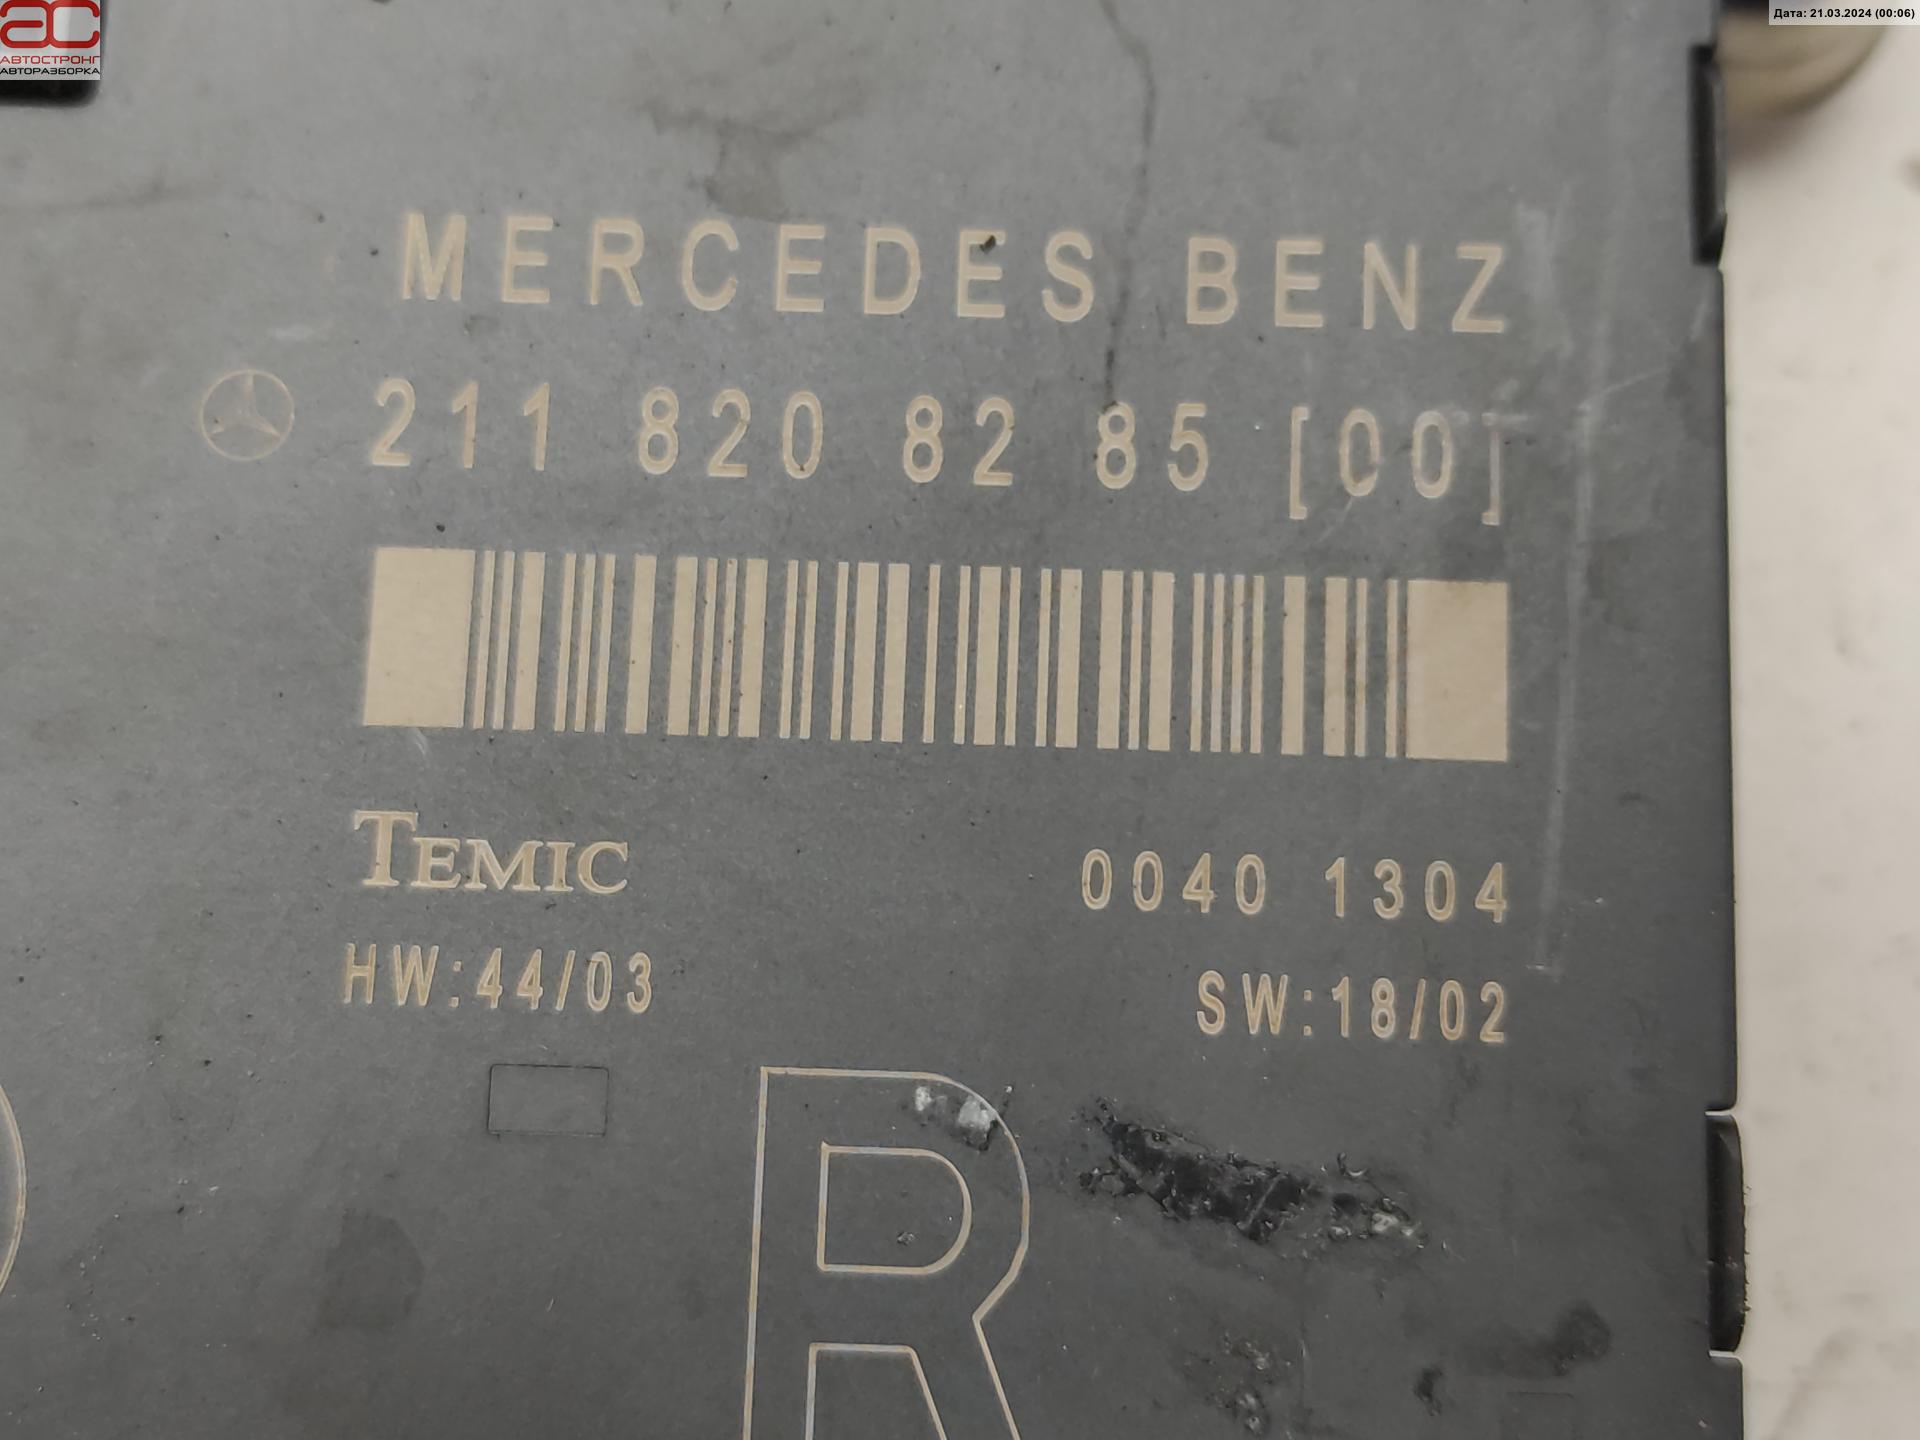 АВТОСТРОНГ
АВТОРАЗБОРКА
Дата: 21.03.2024 (00:06)
MERCEDES BENZ
211 820 82 85 [00]
TEMIC
0040 1304
HW:44/03
SW:18/02
R